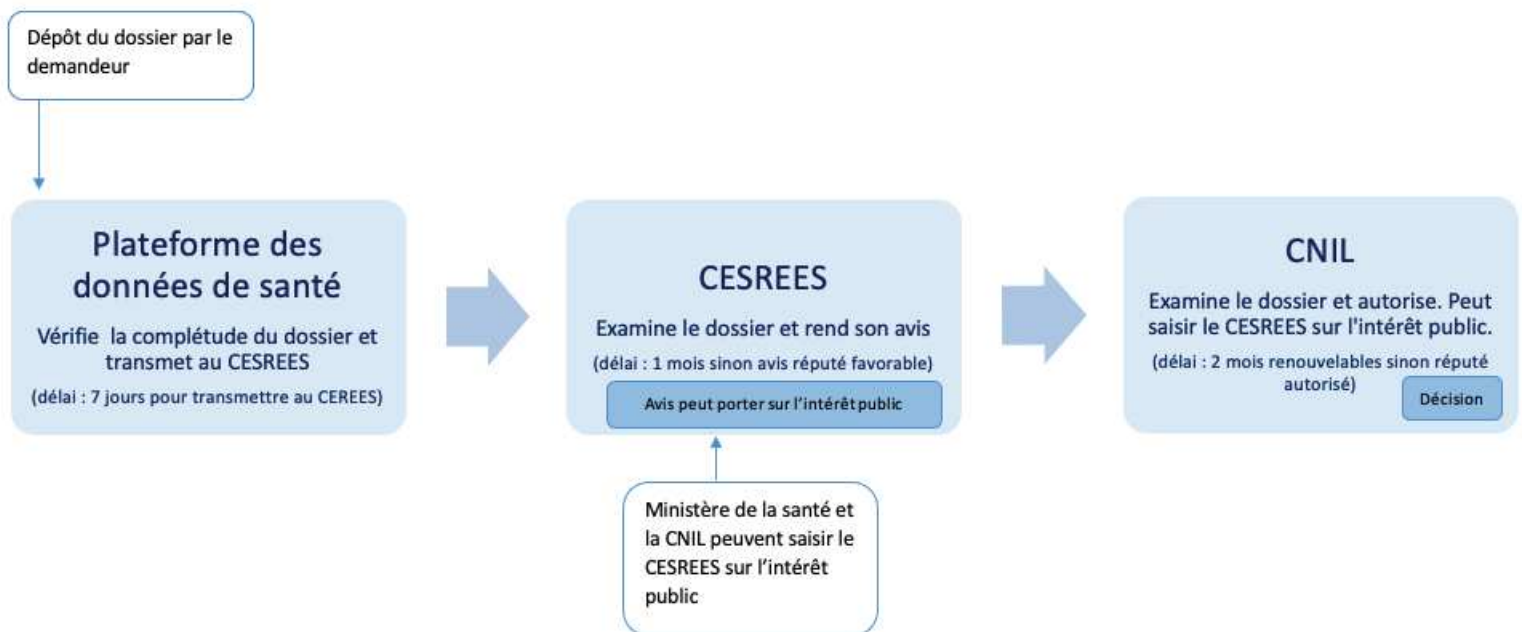 Dépôt du dossier par le
demandeur
Plateforme des
données de santé
Vérifie la complétude du dossier et
transmet au CESREES
(délai : 7 jours pour transmettre au CEREES)
CESREES
Examine le dossier et rend son avis
(délai : 1 mois sinon avis réputé favorable)
Avis peut porter sur l'intérêt public
Ministère de la santé et
la CNIL peuvent saisir le
CESREES sur l'intérêt
public
CNIL
Examine le dossier et autorise. Peut
saisir le CESREES sur l'intérêt public.
(délai : 2 mois renouvelables sinon réputé
autorisé)
Décision